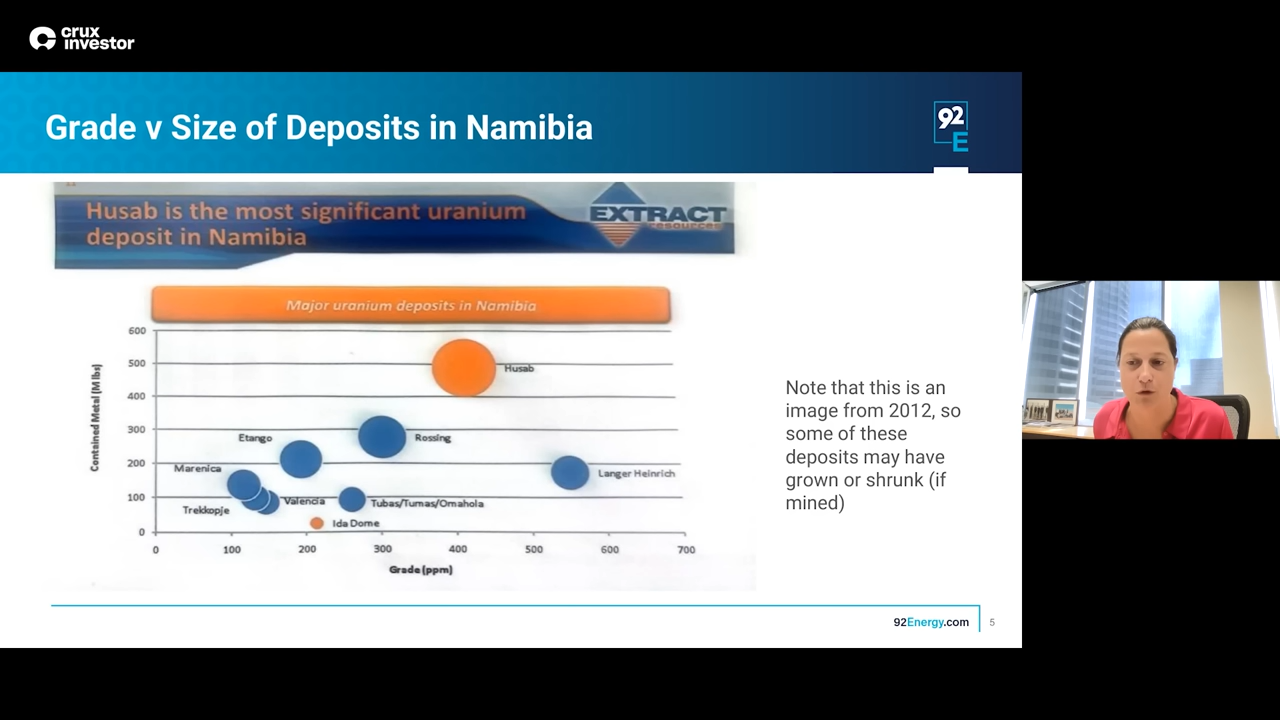 crux
investor
Grade v Size of Deposits in Namibia
92
E
Husab is the most significant uranium
deposit in Namibia
EXTRACT
resources
Major uranium deposits in Namibia
600
500
400
300
200
100
0
Contained Metal (M lbs)
Husab
Etango
Rossing
Marenica
Langer Heinrich
Trekkopje
Valencia
Tubas/Tumas/Omahola
Ida Dome
0
100
200
300
400
500
600
700
Grade (ppm)
Note that this is an
image from 2012, so
some of these
deposits may have
grown or shrunk (if
mined)
92Energy.com
5